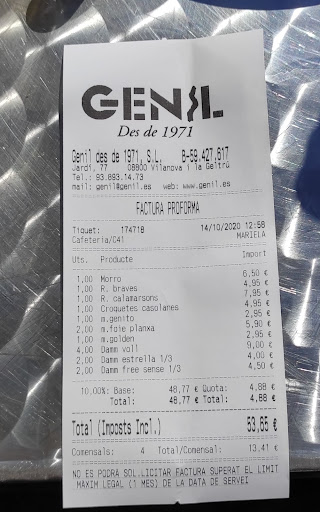 GENIL
Des de 1971
Genil des de 1971, S.L. B-59.427.617
Jardí, 77 08800 Vilanova i la Geltrú
Tel.: 93.893.14.73
mail: genil@genil.es web: www.genil.es
FACTURA PROFORMA
Tiquet: 174718 14/10/2020 12:58
Cafeteria/C41 MARIELA
Uts. Producte Import
1,00 Morro 6,50 €
1,00 R. braves 4,95 €
1,00 R. calamarsons 7,95 €
1,00 Croquetes casolanes 4,95 €
1,00 m.genito 2,95 €
2,00 m.foie planxa 5,90 €
1,00 m.golden 2,95 €
4,00 Damm voll 9,00 €
2,00 Damm estrella 1/3 4,00 €
2,00 Damm free sense 1/3 4,50 €
10,00%: Base: 48,77 € Quota: 4,88 €
Total: 48,77 € Total: 4,88 €
Total (Imposts Incl.) 53,65 €
Comensals: 4 Total/Comensal: 13,41 €
NO ES PODRA SOL.LICITAR FACTURA SUPERAT EL LIMIT
MAXIM LEGAL (1 MES) DE LA DATA DE SERVEI